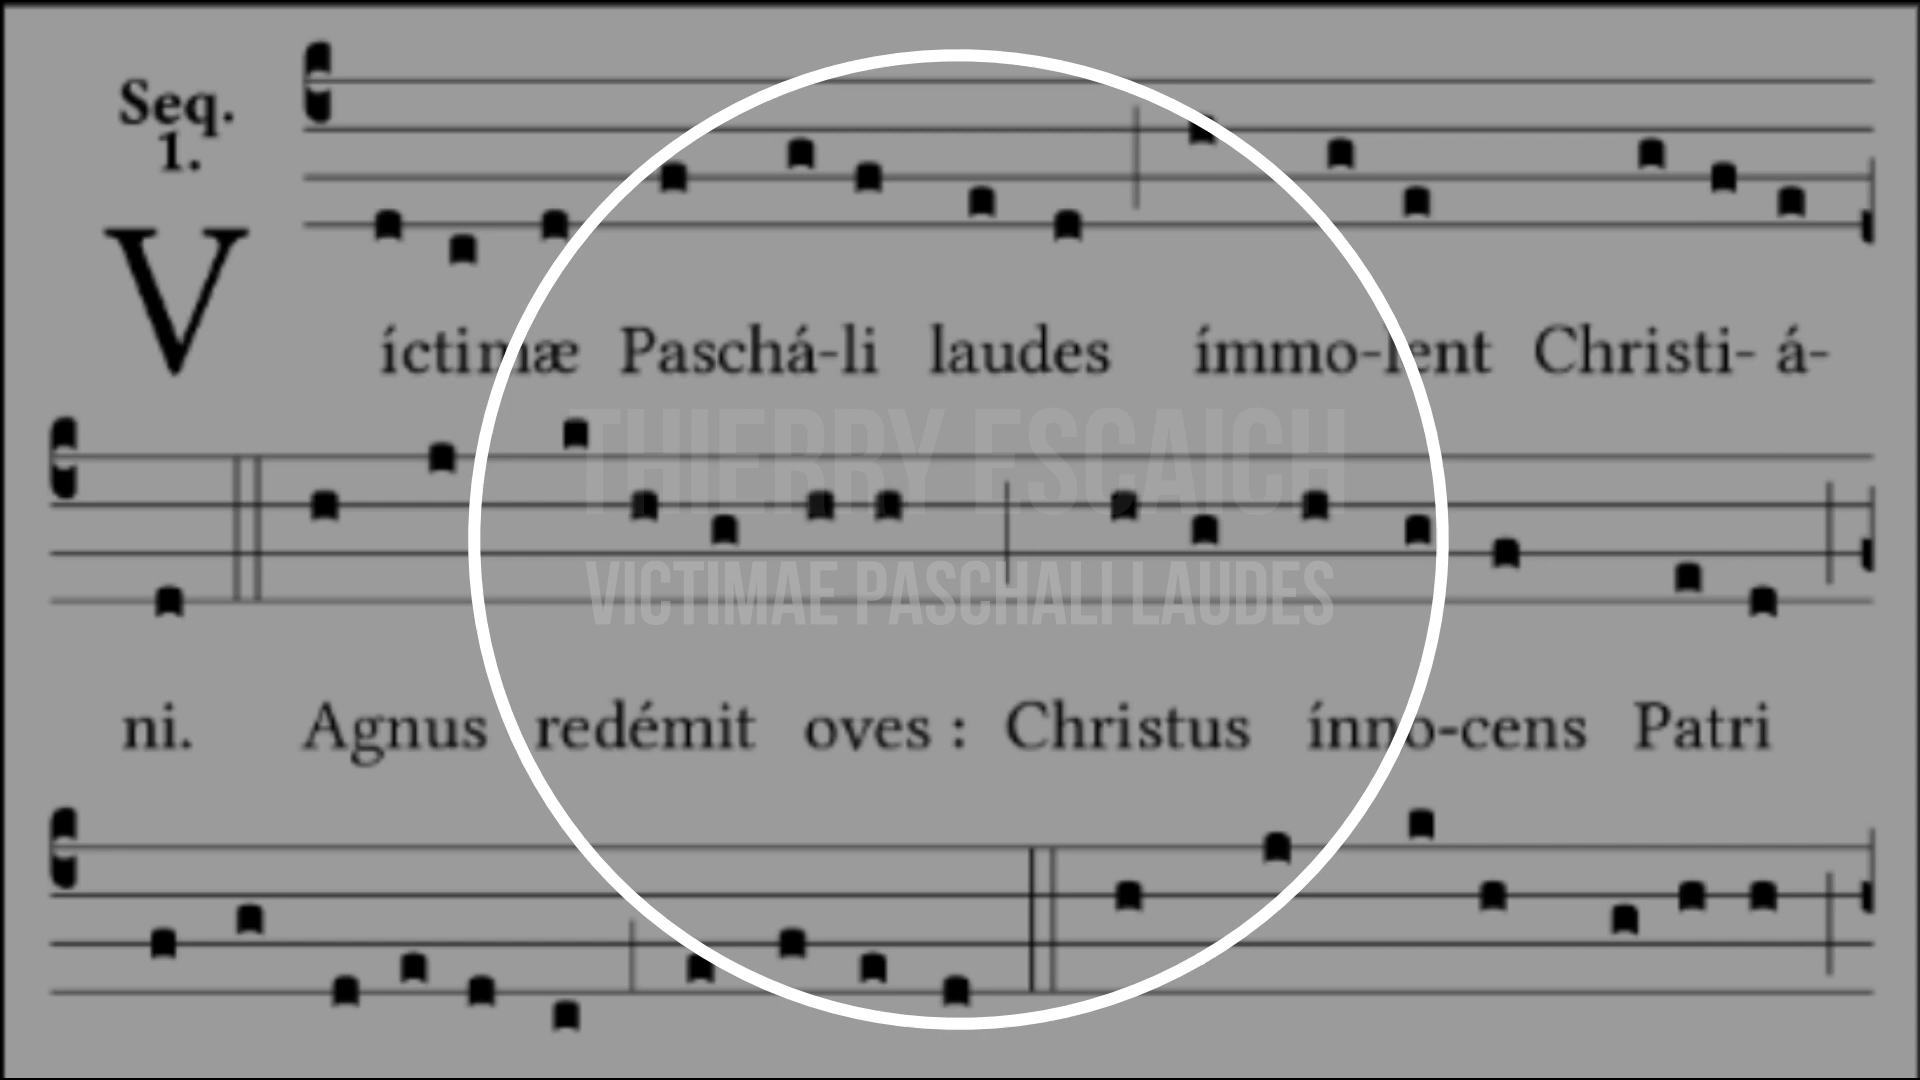 Seq.
1.
Víctimæ Paschá-li laudes ímmo-lent Christi- á-
THIERRY ESCAICH
VICTIMAE PASCHALI LAUDES
ni. Agnus redémit oves : Christus ínno-cens Patri